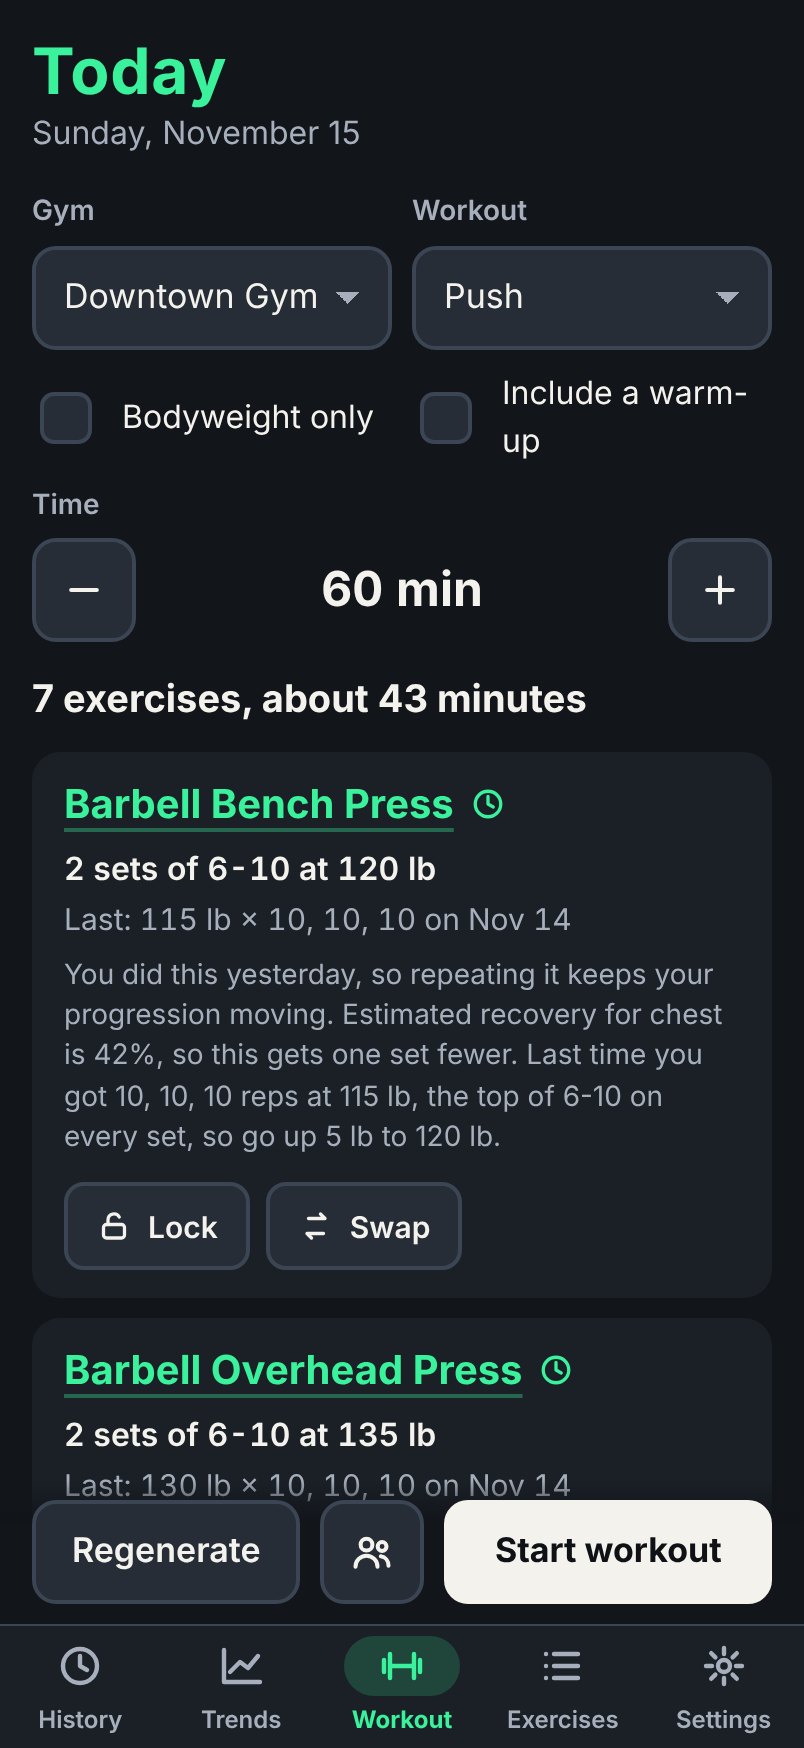 Today
Sunday, November 15
Gym
Workout
Downtown Gym
Push
Bodyweight only
Include a warm-
up
Time
60 min
7 exercises, about 43 minutes
Barbell Bench Press
2 sets of 6-10 at 120 lb
Last: 115 lb × 10, 10, 10 on Nov 14
You did this yesterday, so repeating it keeps your
progression moving. Estimated recovery for chest
is 42%, so this gets one set fewer. Last time you
got 10, 10, 10 reps at 115 lb, the top of 6-10 on
every set, so go up 5 lb to 120 lb.
Lock
Swap
Barbell Overhead Press
2 sets of 6-10 at 135 lb
Last: 130 lb × 10, 10, 10 on Nov 14
Regenerate
Start workout
History
Trends
Workout
Exercises
Settings